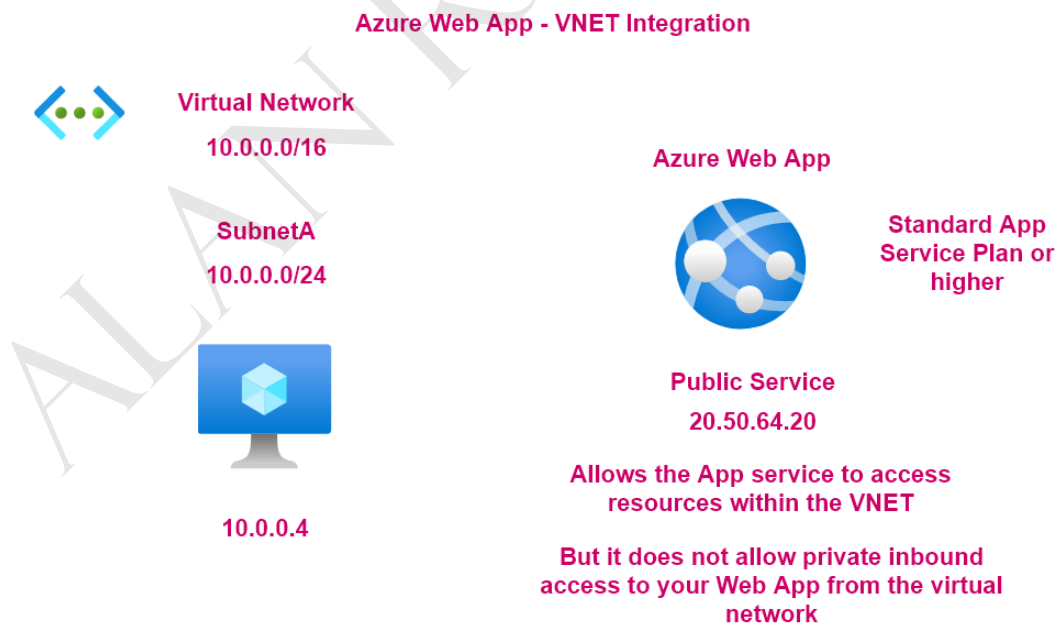 Azure Web App - VNET Integration
Virtual Network
10.0.0.0/16
SubnetA
10.0.0.0/24
10.0.0.4
Azure Web App
Standard App
Service Plan or
higher
Public Service
20.50.64.20
Allows the App service to access
resources within the VNET
But it does not allow private inbound
access to your Web App from the virtual
network
ALAN